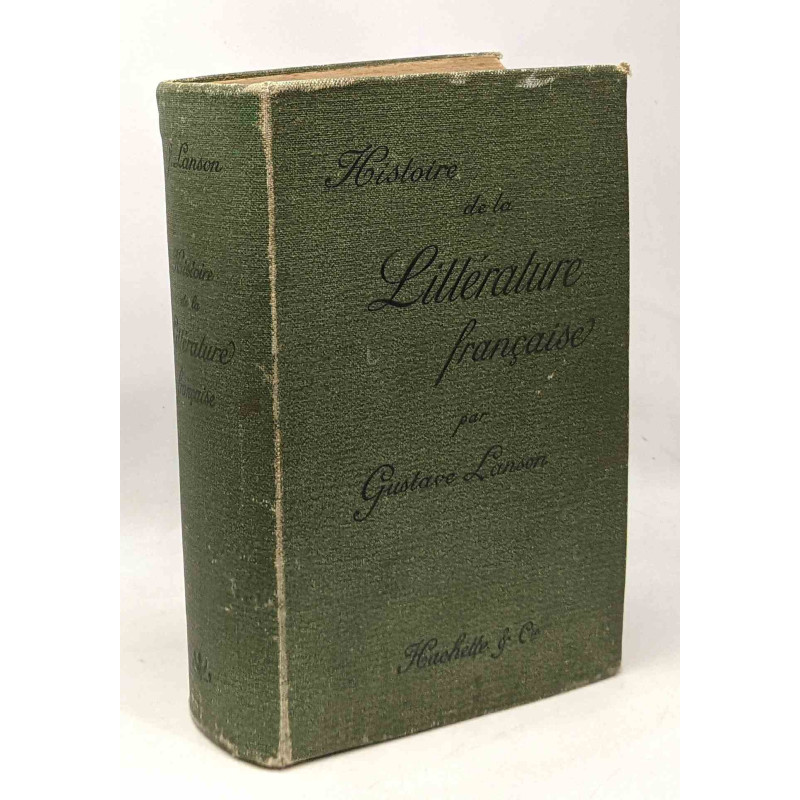 Lanson
Histoire
de la
Littérature
française
Histoire
de la
Littérature
française
par
Gustave Lanson
Hachette & Cie